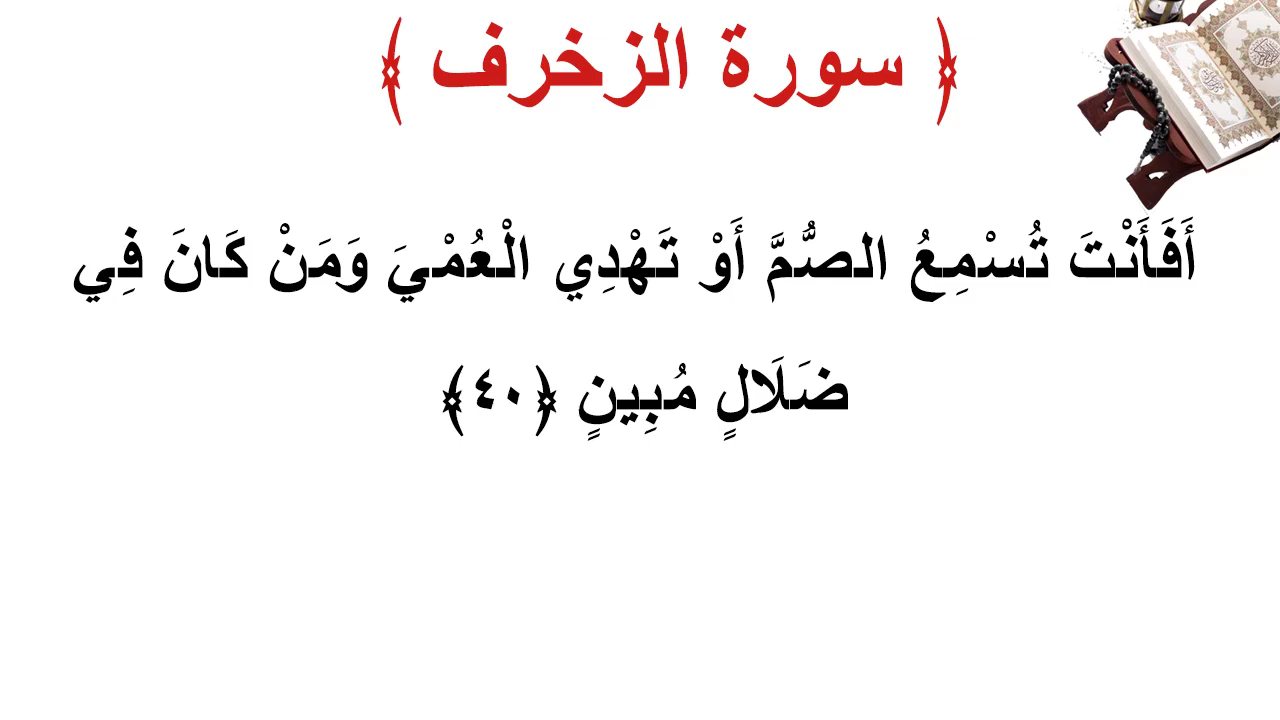 ﴿ سورة الزخرف ﴾
أَفَأَنْتَ تُسْمِعُ الصُّمَّ أَوْ تَهْدِي الْعُمْيَ وَمَنْ كَانَ فِي
ضَلَالٍ مُبِينٍ ﴿٤٠﴾